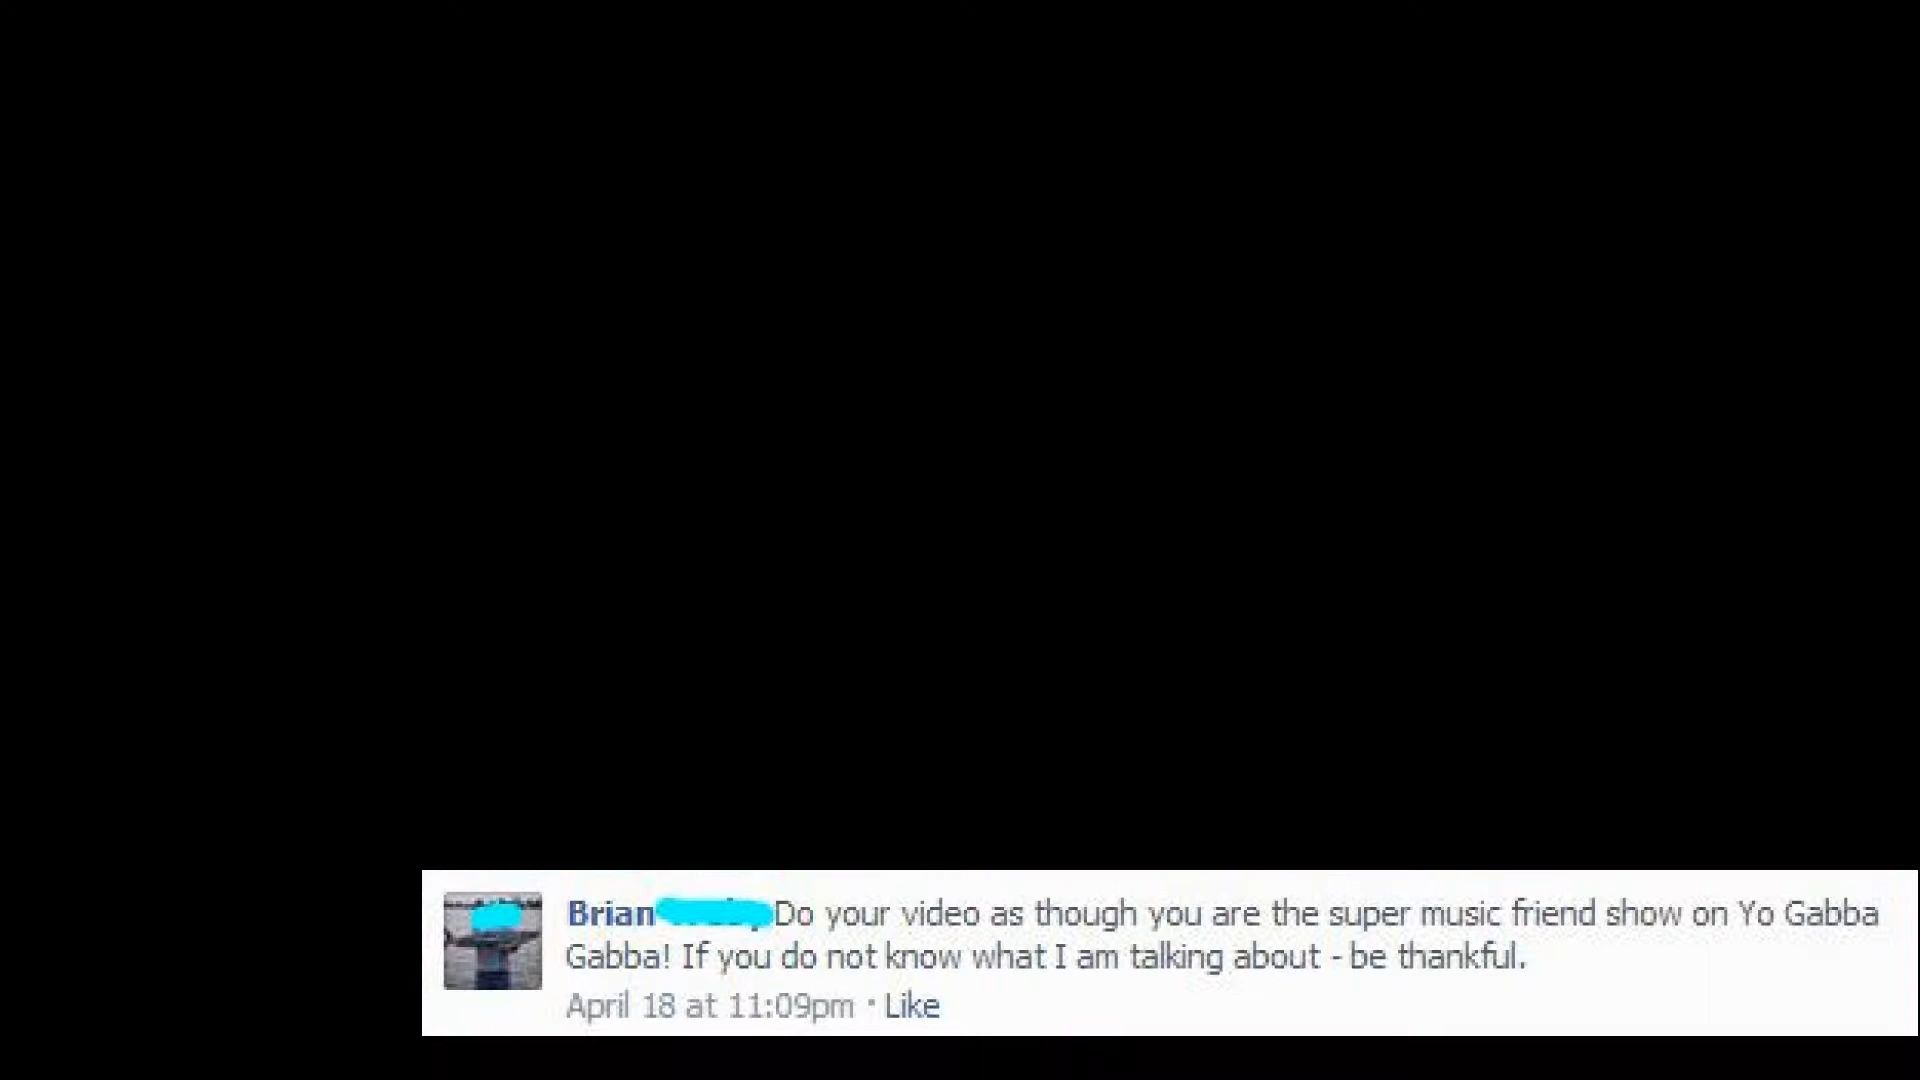 Brian Do your video as though you are the super music friend show on Yo Gabba
Gabba! If you do not know what I am talking about - be thankful.
April 18 at 11:09pm · Like